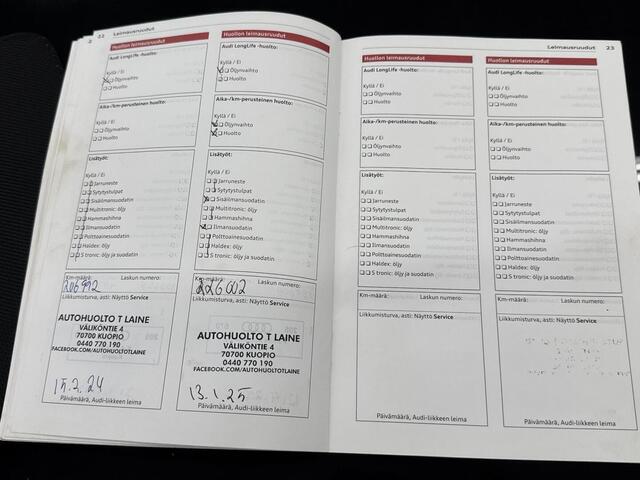 22 Leimausruudut
Huollon leimausruudut
Audi LongLife -huolto:
Kyllä / Ei
Öljynvaihto
Huolto
Aika-/km-perusteinen huolto:
Kyllä / Ei
Öljynvaihto
Huolto
Lisätyöt:
Kyllä / Ei
Jarruneste
Sytytystulpat
Sisäilmansuodatin
Multitronic: öljy
Hammashihna
Ilmansuodatin
Polttoainesuodatin
Haldex: öljy
S tronic: öljy ja suodatin
Km-määrä: Laskun numero:
206992
Liikkumisturva, asti: Näyttö Service
AUTOHUOLTO T LAINE
VÄLIKÖNTIE 4
70700 KUOPIO
0440 770 190
FACEBOOK.COM/AUTOHUOLTOTLAINE
15.2.24
Päivämäärä, Audi-liikkeen leima
Huollon leimausruudut
Audi LongLife -huolto:
Kyllä / Ei
Öljynvaihto
Huolto
Aika-/km-perusteinen huolto:
Kyllä / Ei
Öljynvaihto
Huolto
Lisätyöt:
Kyllä / Ei
Jarruneste
Sytytystulpat
Sisäilmansuodatin
Multitronic: öljy
Hammashihna
Ilmansuodatin
Polttoainesuodatin
Haldex: öljy
S tronic: öljy ja suodatin
Km-määrä: Laskun numero:
226602
Liikkumisturva, asti: Näyttö Service
AUTOHUOLTO T LAINE
VÄLIKÖNTIE 4
70700 KUOPIO
0440 770 190
FACEBOOK.COM/AUTOHUOLTOTLAINE
13.1.25
Päivämäärä, Audi-liikkeen leima
Leimausruudut 23
Huollon leimausruudut
Audi LongLife -huolto:
Kyllä / Ei
Öljynvaihto
Huolto
Aika-/km-perusteinen huolto:
Kyllä / Ei
Öljynvaihto
Huolto
Lisätyöt:
Kyllä / Ei
Jarruneste
Sytytystulpat
Sisäilmansuodatin
Multitronic: öljy
Hammashihna
Ilmansuodatin
Polttoainesuodatin
Haldex: öljy
S tronic: öljy ja suodatin
Km-määrä: Laskun numero:
Liikkumisturva, asti: Näyttö Service
Päivämäärä, Audi-liikkeen leima
Huollon leimausruudut
Audi LongLife -huolto:
Kyllä / Ei
Öljynvaihto
Huolto
Aika-/km-perusteinen huolto:
Kyllä / Ei
Öljynvaihto
Huolto
Lisätyöt:
Kyllä / Ei
Jarruneste
Sytytystulpat
Sisäilmansuodatin
Multitronic: öljy
Hammashihna
Ilmansuodatin
Polttoainesuodatin
Haldex: öljy
S tronic: öljy ja suodatin
Km-määrä: Laskun numero:
Liikkumisturva, asti: Näyttö Service
Päivämäärä, Audi-liikkeen leima